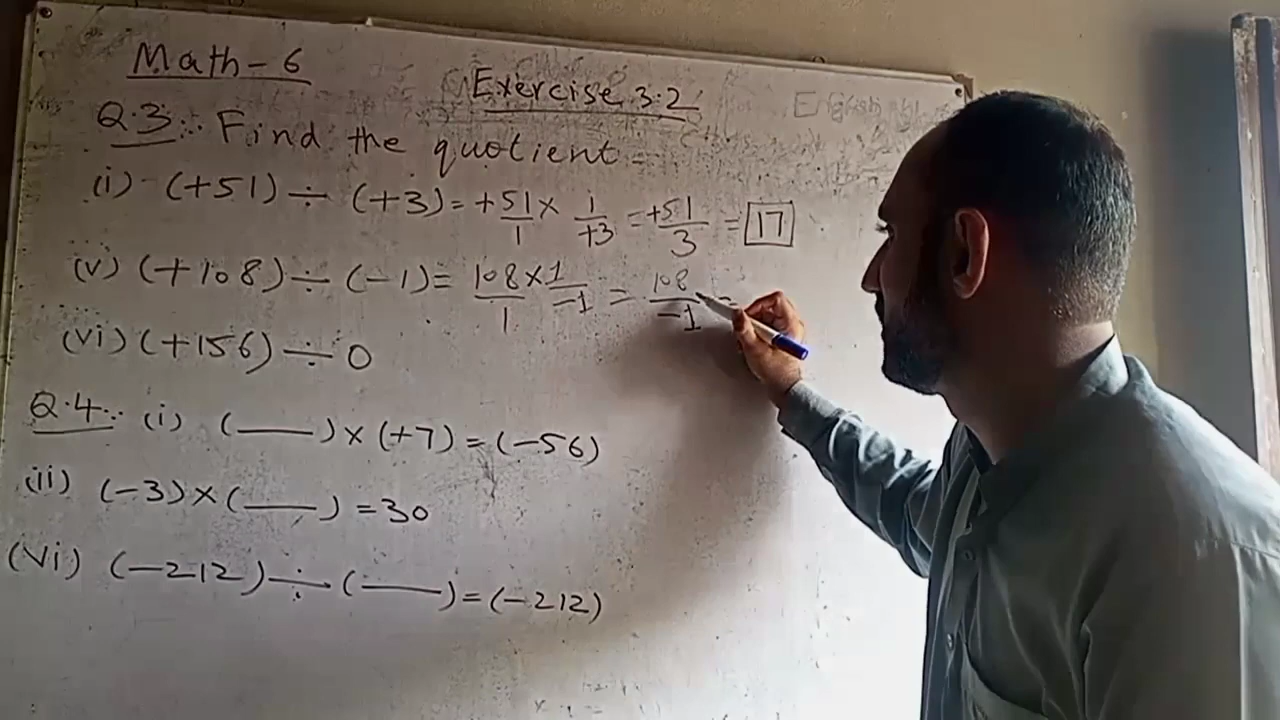 Math-6
Exercise 3.2
Q.3:. Find the quotient
(i) (+51) ÷ (+3) = +51/1 × 1/+3 = +51/3 = 17
(v) (+108) ÷ (-1) = 108/1 × 1/-1 = 108/-1 =
(vi) (+156) ÷ 0
Q.4:. (i) (___) × (+7) = (-56)
(ii) (-3) × (___) = 30
(vi) (-212) ÷ (___) = (-212)